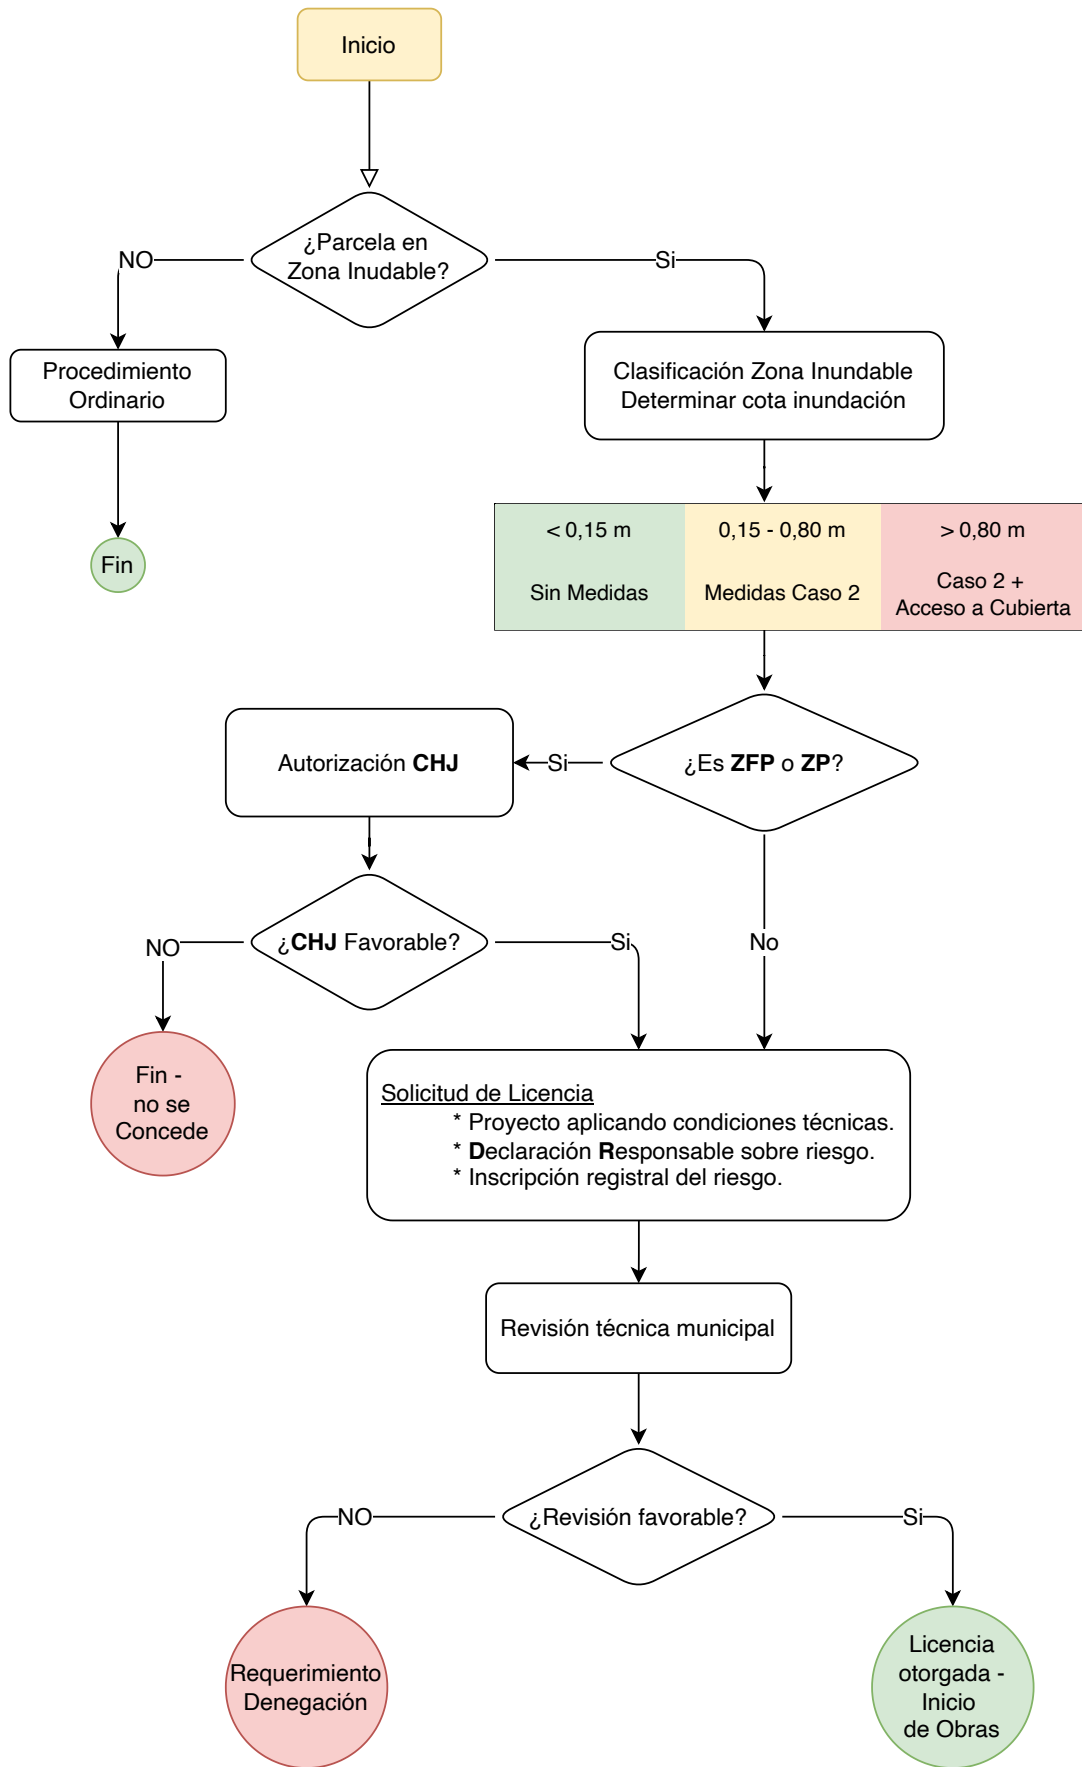 Inicio
¿Parcela en
Zona Inudable?
NO
Si
Procedimiento
Ordinario
Clasificación Zona Inundable
Determinar cota inundación
Fin
< 0,15 m
0,15 - 0,80 m
> 0,80 m
Sin Medidas
Medidas Caso 2
Caso 2 +
Acceso a Cubierta
¿Es ZFP o ZP?
Si
Autorización CHJ
¿CHJ Favorable?
NO
Si
No
Fin -
no se
Concede
Solicitud de Licencia
* Proyecto aplicando condiciones técnicas.
* Declaración Responsable sobre riesgo.
* Inscripción registral del riesgo.
Revisión técnica municipal
¿Revisión favorable?
NO
Si
Requerimiento
Denegación
Licencia
otorgada -
Inicio
de Obras